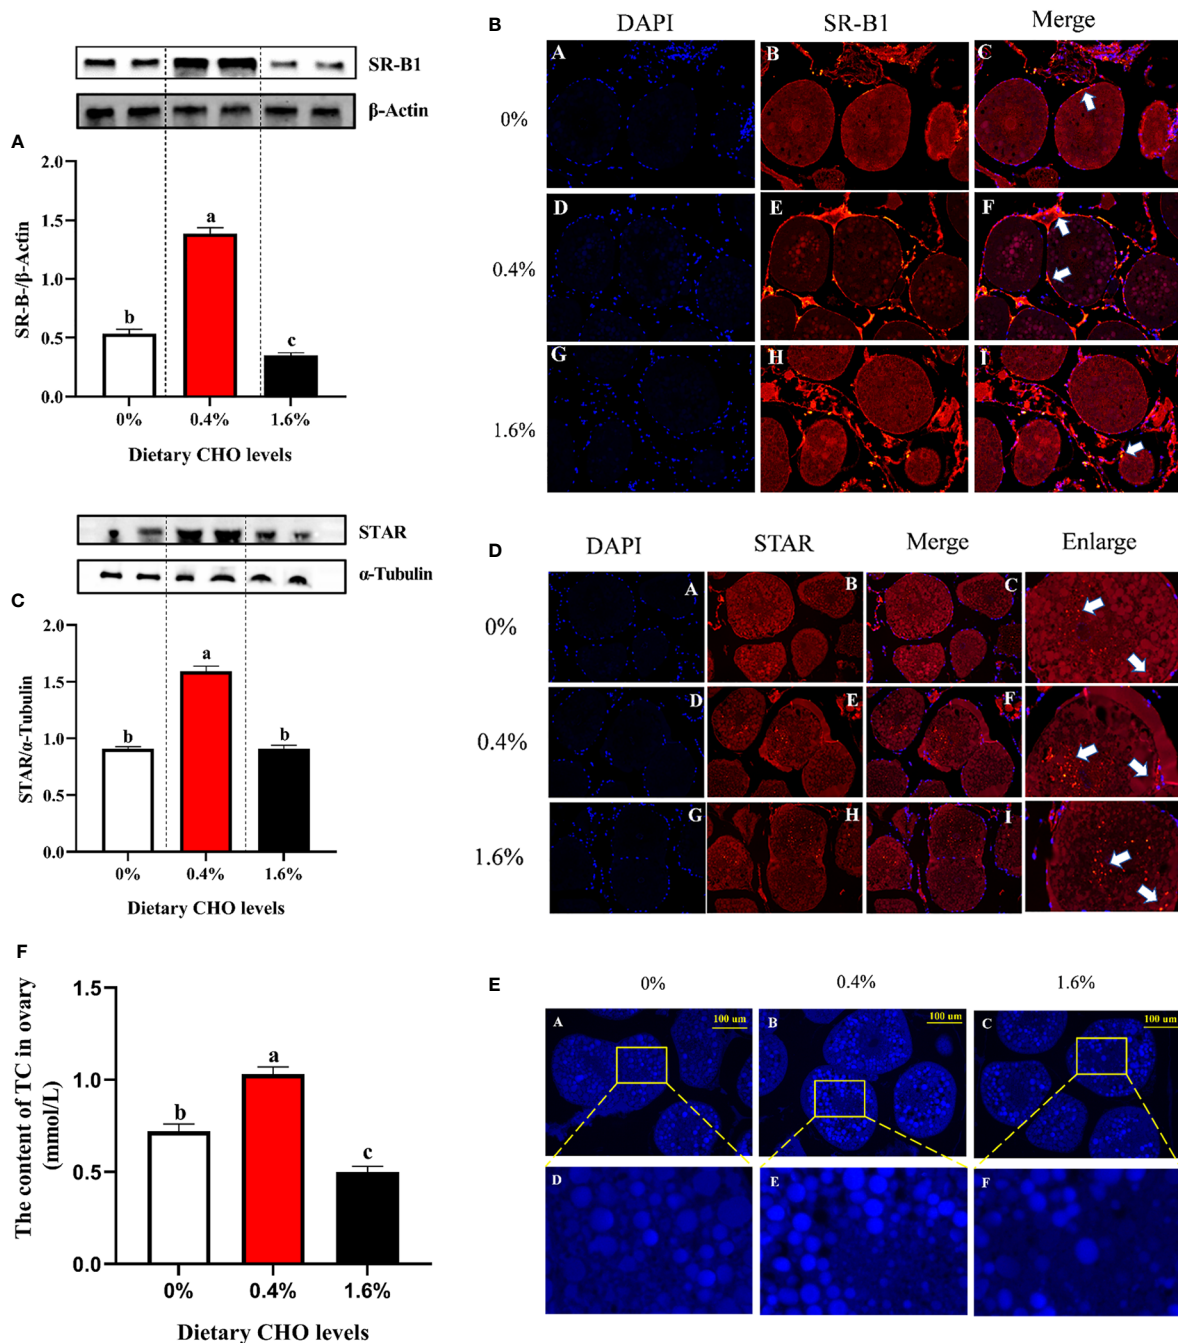 SR-B1
β-Actin
A
SR-B-/β-Actin
2.0
1.5
1.0
0.5
0.0
b
a
c
0%
0.4%
1.6%
Dietary CHO levels
B
DAPI
SR-B1
Merge
0%
A
B
C
0.4%
D
E
F
1.6%
G
H
I
STAR
α-Tubulin
C
STAR/α-Tubulin
2.0
1.5
1.0
0.5
0.0
b
a
b
0%
0.4%
1.6%
Dietary CHO levels
D
DAPI
STAR
Merge
Enlarge
0%
A
B
C
0.4%
D
E
F
1.6%
G
H
I
F
The content of TC in ovary
(mmol/L)
1.5
1.0
0.5
0.0
b
a
c
0%
0.4%
1.6%
Dietary CHO levels
E
0%
0.4%
1.6%
A
100 um
B
100 um
C
100 um
D
E
F